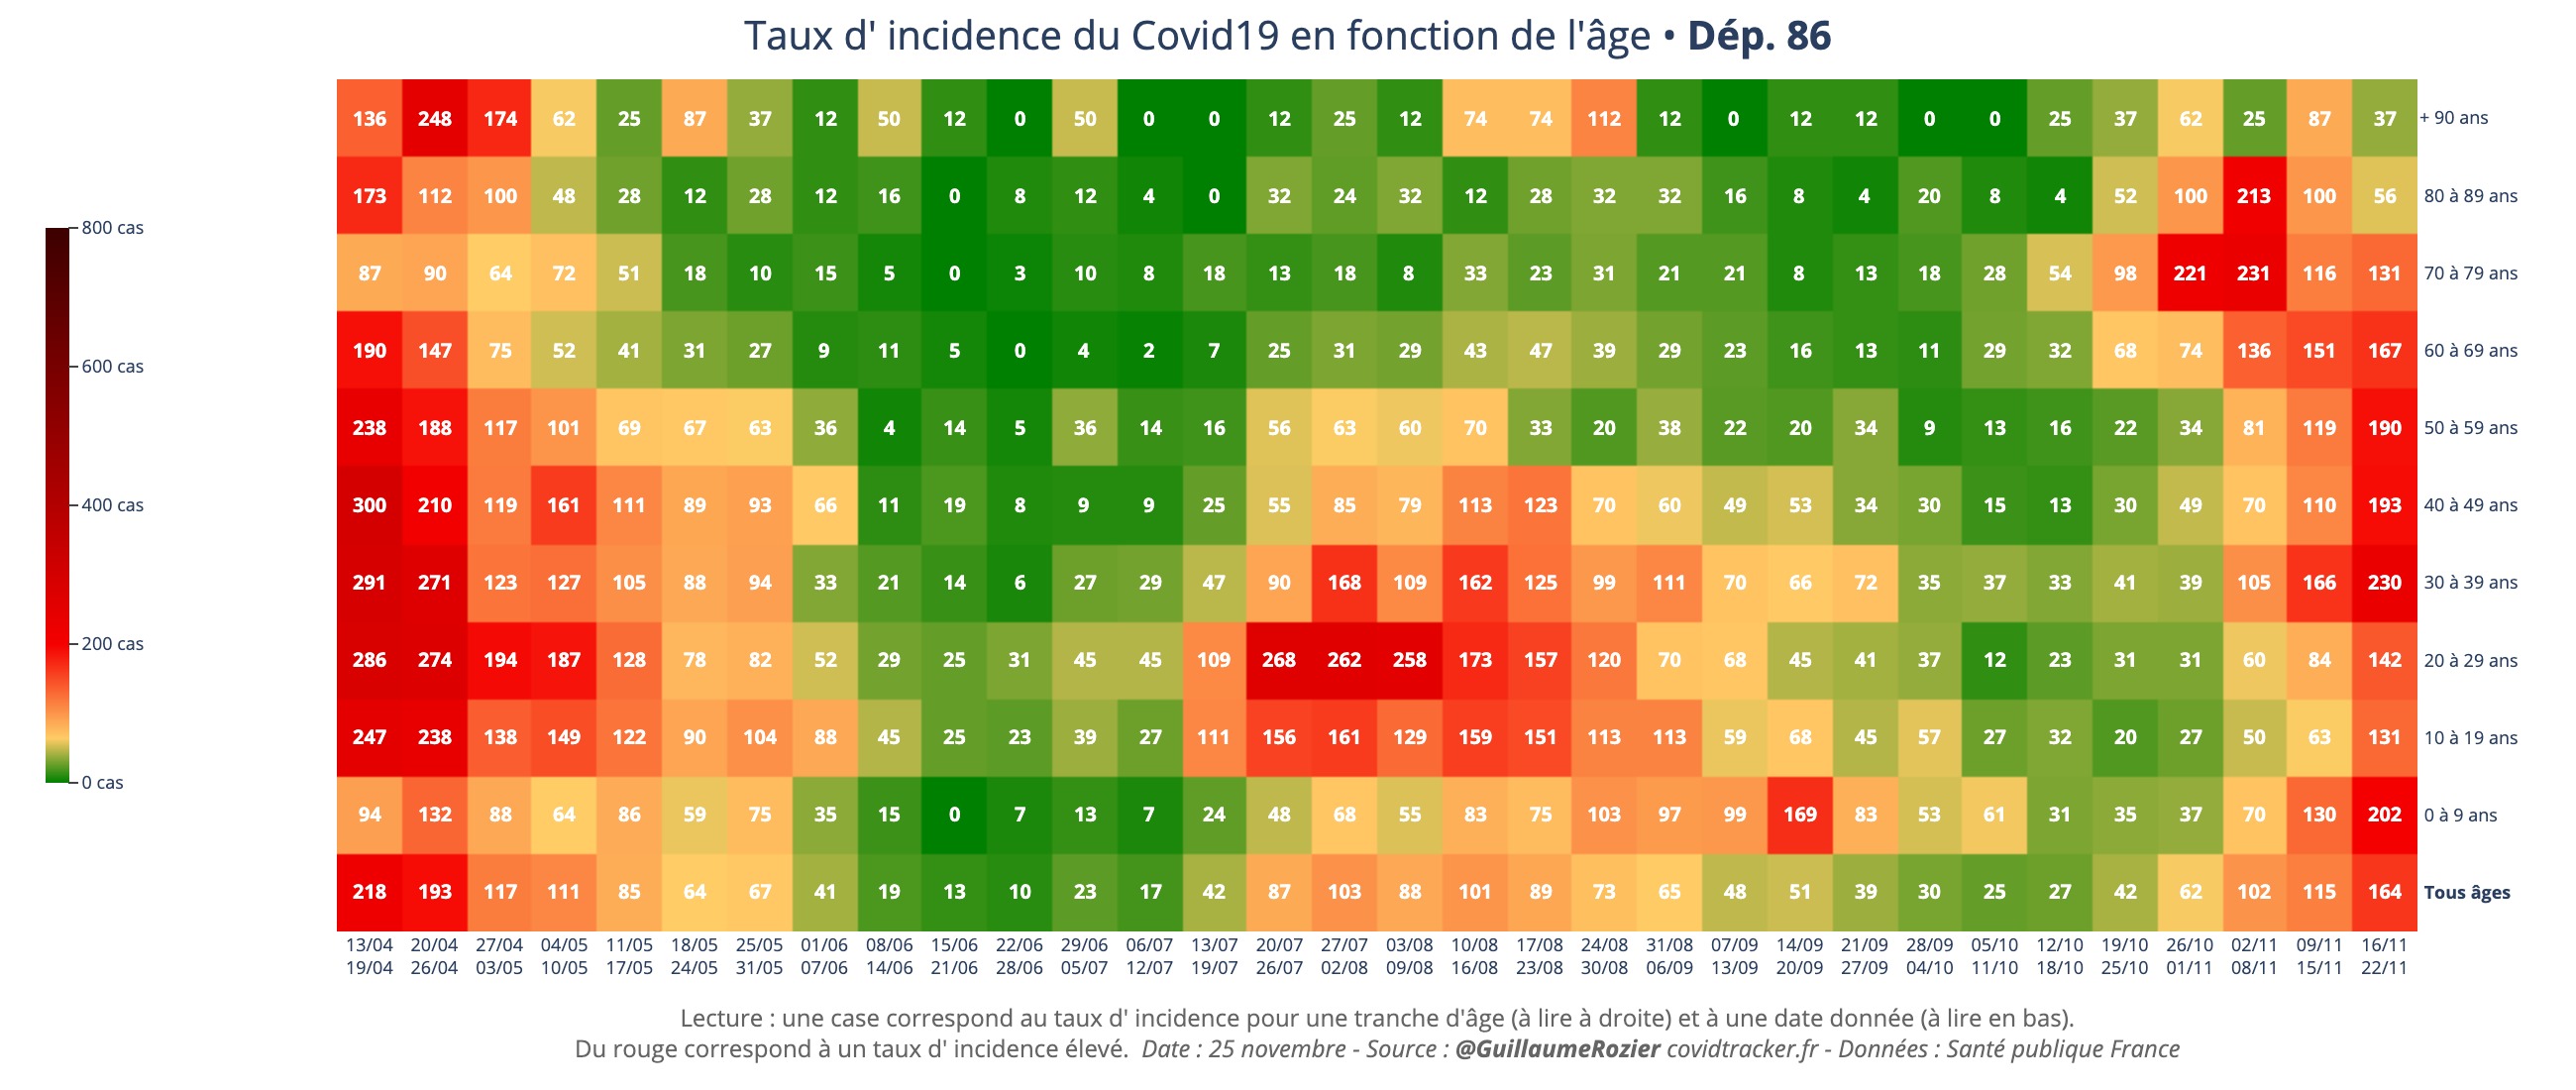 Taux d' incidence du Covid19 en fonction de l'âge • Dép. 86
136 248 174 62 25 87 37 12 50 12 0 50 0 0 12 25 12 74 74 112 12 0 12 12 0 0 25 37 62 25 87 37 + 90 ans
173 112 100 48 28 12 28 12 16 0 8 12 4 0 32 24 32 12 28 32 32 16 8 4 20 8 4 52 100 213 100 56 80 à 89 ans
800 cas
87 90 64 72 51 18 10 15 5 0 3 10 8 18 13 18 8 33 23 31 21 21 8 13 18 28 54 98 221 231 116 131 70 à 79 ans
190 147 75 52 41 31 27 9 11 5 0 4 2 7 25 31 29 43 47 39 29 23 16 13 11 29 32 68 74 136 151 167 60 à 69 ans
600 cas
238 188 117 101 69 67 63 36 4 14 5 36 14 16 56 63 60 70 33 20 38 22 20 34 9 13 16 22 34 81 119 190 50 à 59 ans
400 cas
300 210 119 161 111 89 93 66 11 19 8 9 9 25 55 85 79 113 123 70 60 49 53 34 30 15 13 30 49 70 110 193 40 à 49 ans
291 271 123 127 105 88 94 33 21 14 6 27 29 47 90 168 109 162 125 99 111 70 66 72 35 37 33 41 39 105 166 230 30 à 39 ans
200 cas
286 274 194 187 128 78 82 52 29 25 31 45 45 109 268 262 258 173 157 120 70 68 45 41 37 12 23 31 31 60 84 142 20 à 29 ans
247 238 138 149 122 90 104 88 45 25 23 39 27 111 156 161 129 159 151 113 113 59 68 45 57 27 32 20 27 50 63 131 10 à 19 ans
0 cas
94 132 88 64 86 59 75 35 15 0 7 13 7 24 48 68 55 83 75 103 97 99 169 83 53 61 31 35 37 70 130 202 0 à 9 ans
218 193 117 111 85 64 67 41 19 13 10 23 17 42 87 103 88 101 89 73 65 48 51 39 30 25 27 42 62 102 115 164 Tous âges
13/04 20/04 27/04 04/05 11/05 18/05 25/05 01/06 08/06 15/06 22/06 29/06 06/07 13/07 20/07 27/07 03/08 10/08 17/08 24/08 31/08 07/09 14/09 21/09 28/09 05/10 12/10 19/10 26/10 02/11 09/11 16/11
19/04 26/04 03/05 10/05 17/05 24/05 31/05 07/06 14/06 21/06 28/06 05/07 12/07 19/07 26/07 02/08 09/08 16/08 23/08 30/08 06/09 13/09 20/09 27/09 04/10 11/10 18/10 25/10 01/11 08/11 15/11 22/11
Lecture : une case correspond au taux d' incidence pour une tranche d'âge (à lire à droite) et à une date donnée (à lire en bas).
Du rouge correspond à un taux d' incidence élevé. Date : 25 novembre - Source : @GuillaumeRozier covidtracker.fr - Données : Santé publique France